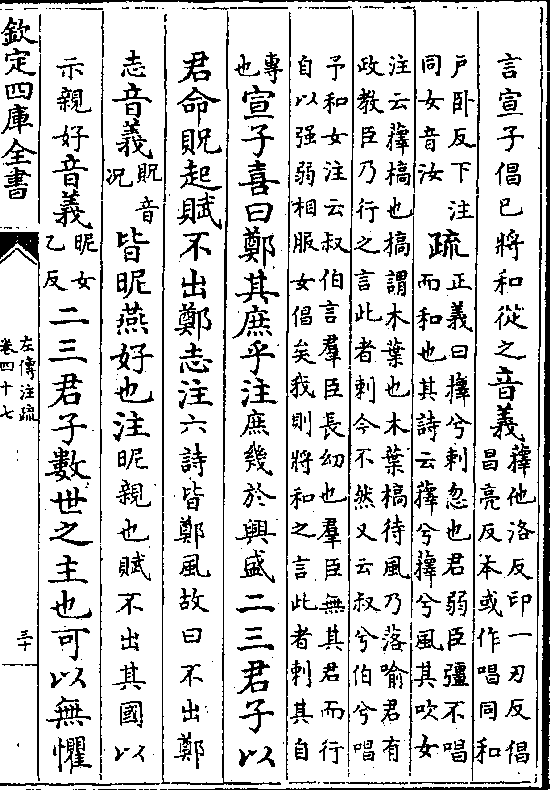 言宣子倡已將和從之音義
蘀他洛反印一刃反倡
昌亮反本或作唱同和
戶卧反下注
同女音汝
疏
正義曰蘀兮刺忽也君弱臣彊不唱
而和也其詩云蘀兮蘀兮風其吹女
注云蘀槁也槁謂木葉也木葉槁待風乃落喻君有
政教臣乃行之言此者刺今不然又云叔兮伯兮唱
予和女注云叔伯言羣臣長幼也羣臣無其君而行
自以强弱相服女倡矣我則將和之言此者刺其自
專
也
宣子喜曰鄭其庶乎注庶幾於興盛二三君子以
君命貺起賦不出鄭志注六詩皆鄭風故曰不出鄭
志音義
貺音
况
皆昵燕好也注昵親也賦不出其國以
示親好音義
昵女
乙反
二三君子數世之主也可以無懼
欽定四庫全書
左傳注疏
卷四十七
三十